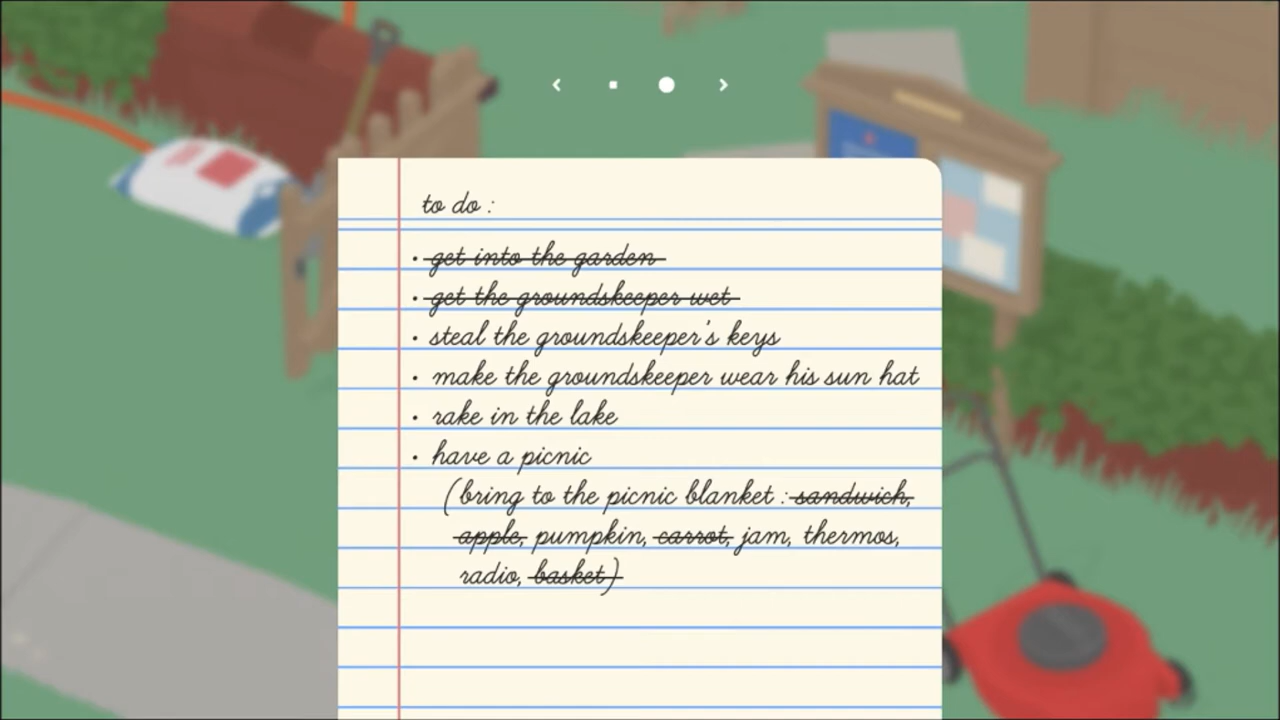 to do :
• get into the garden
• get the groundskeeper wet
• steal the groundskeeper's keys
• make the groundskeeper wear his sun hat
• rake in the lake
• have a picnic
(bring to the picnic blanket : sandwich,
apple, pumpkin, carrot, jam, thermos,
radio, basket)